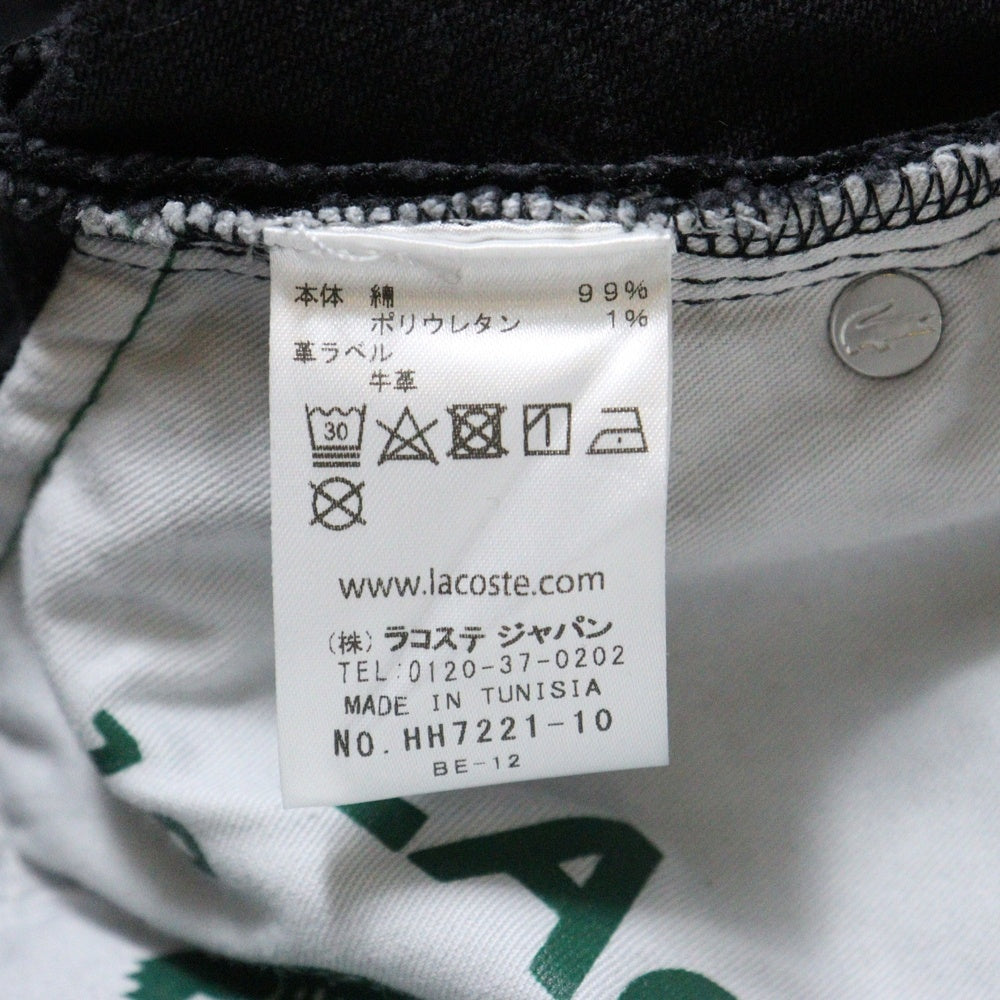 本体 綿 99%
ポリウレタン 1%
革ラベル
牛革
30
www.lacoste.com
(株) ラコステ ジャパン
TEL:0120-37-0202
MADE IN TUNISIA
NO.HH7221-10
BE-12